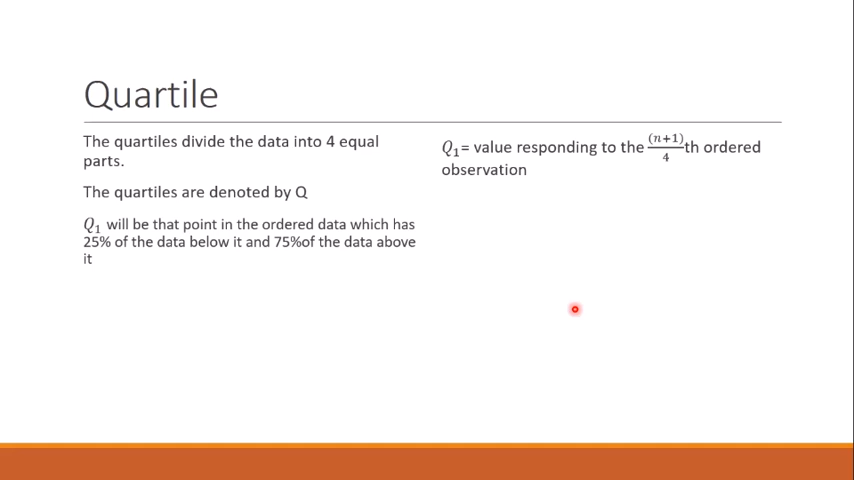 Quartile
The quartiles divide the data into 4 equal
parts.
The quartiles are denoted by Q
Q₁ will be that point in the ordered data which has
25% of the data below it and 75%of the data above
it
Q₁= value responding to the (n+1)/4 th ordered
observation